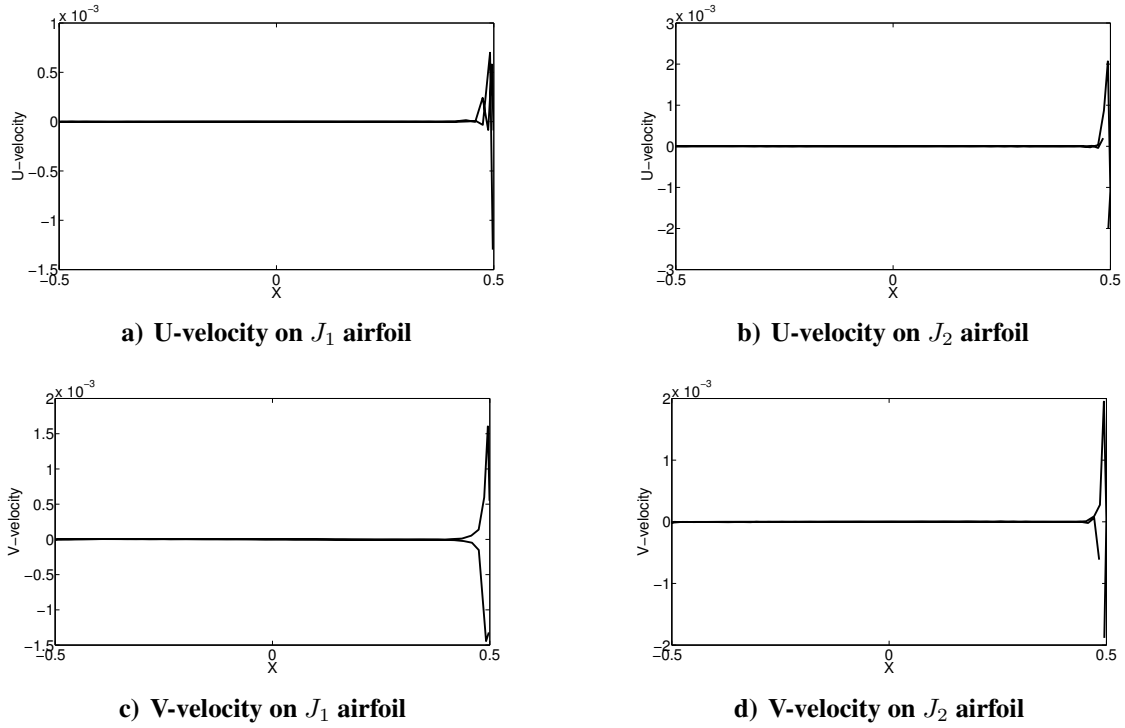 x 10−3
1
0.5
0
−0.5
−1
−1.5
U−velocity
−0.5
0
0.5
X
a) U-velocity on J1 airfoil
x 10−3
3
2
1
0
−1
−2
−3
U−velocity
−0.5
0
0.5
X
b) U-velocity on J2 airfoil
x 10−3
2
1.5
1
0.5
0
−0.5
−1
−1.5
V−velocity
−0.5
0
0.5
X
c) V-velocity on J1 airfoil
x 10−3
2
1
0
−1
−2
V−velocity
−0.5
0
0.5
X
d) V-velocity on J2 airfoil